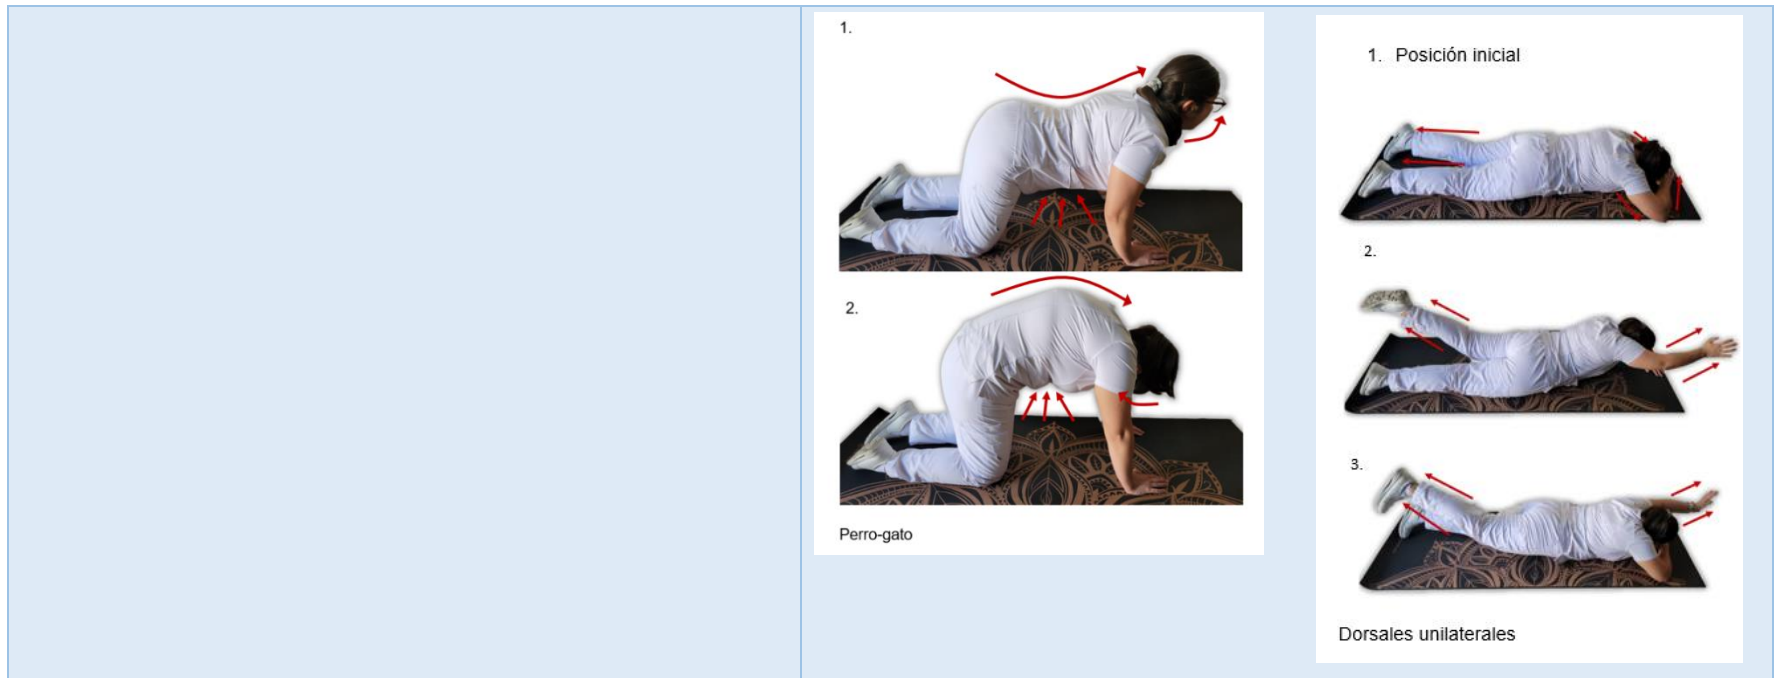 1.
2.
Perro-gato
1. Posición inicial
2.
3.
Dorsales unilaterales